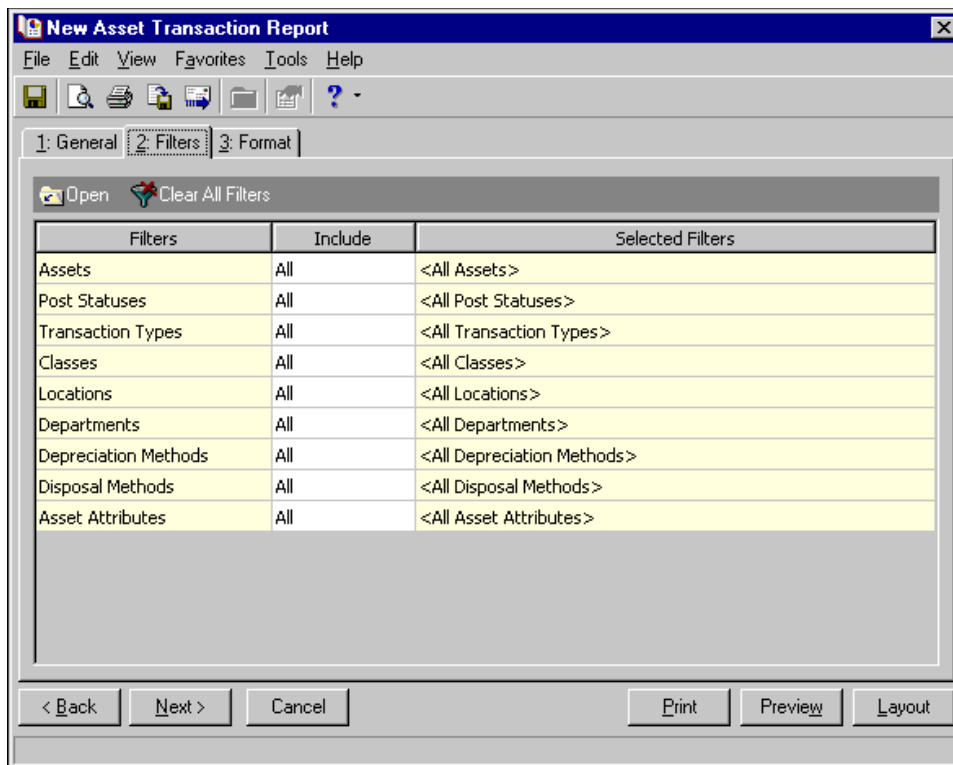 New Asset Transaction Report
File Edit View Favorites Tools Help
?
1: General 2: Filters 3: Format
Open Clear All Filters
Filters Include Selected Filters
Assets All <All Assets>
Post Statuses All <All Post Statuses>
Transaction Types All <All Transaction Types>
Classes All <All Classes>
Locations All <All Locations>
Departments All <All Departments>
Depreciation Methods All <All Depreciation Methods>
Disposal Methods All <All Disposal Methods>
Asset Attributes All <All Asset Attributes>
< Back Next > Cancel Print Preview Layout